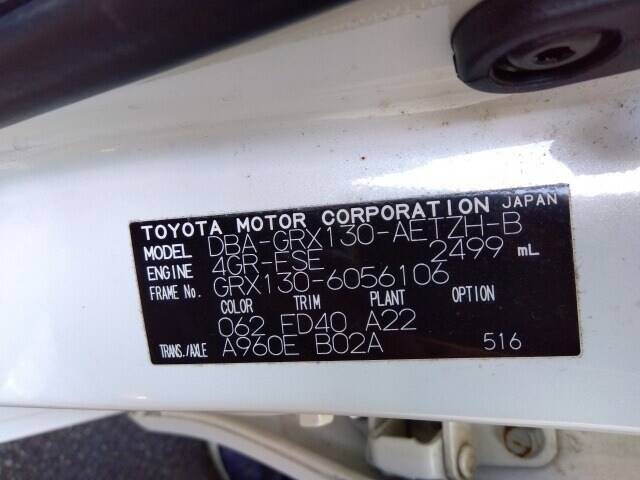 TOYOTA MOTOR CORPORATION JAPAN
MODEL DBA-GRX130-AETZH-B
ENGINE 4GR-FSE 2499 mL
FRAME No. GRX130-6056106
COLOR TRIM PLANT OPTION
062 FD40 A22
TRANS./AXLE A960E B02A 516